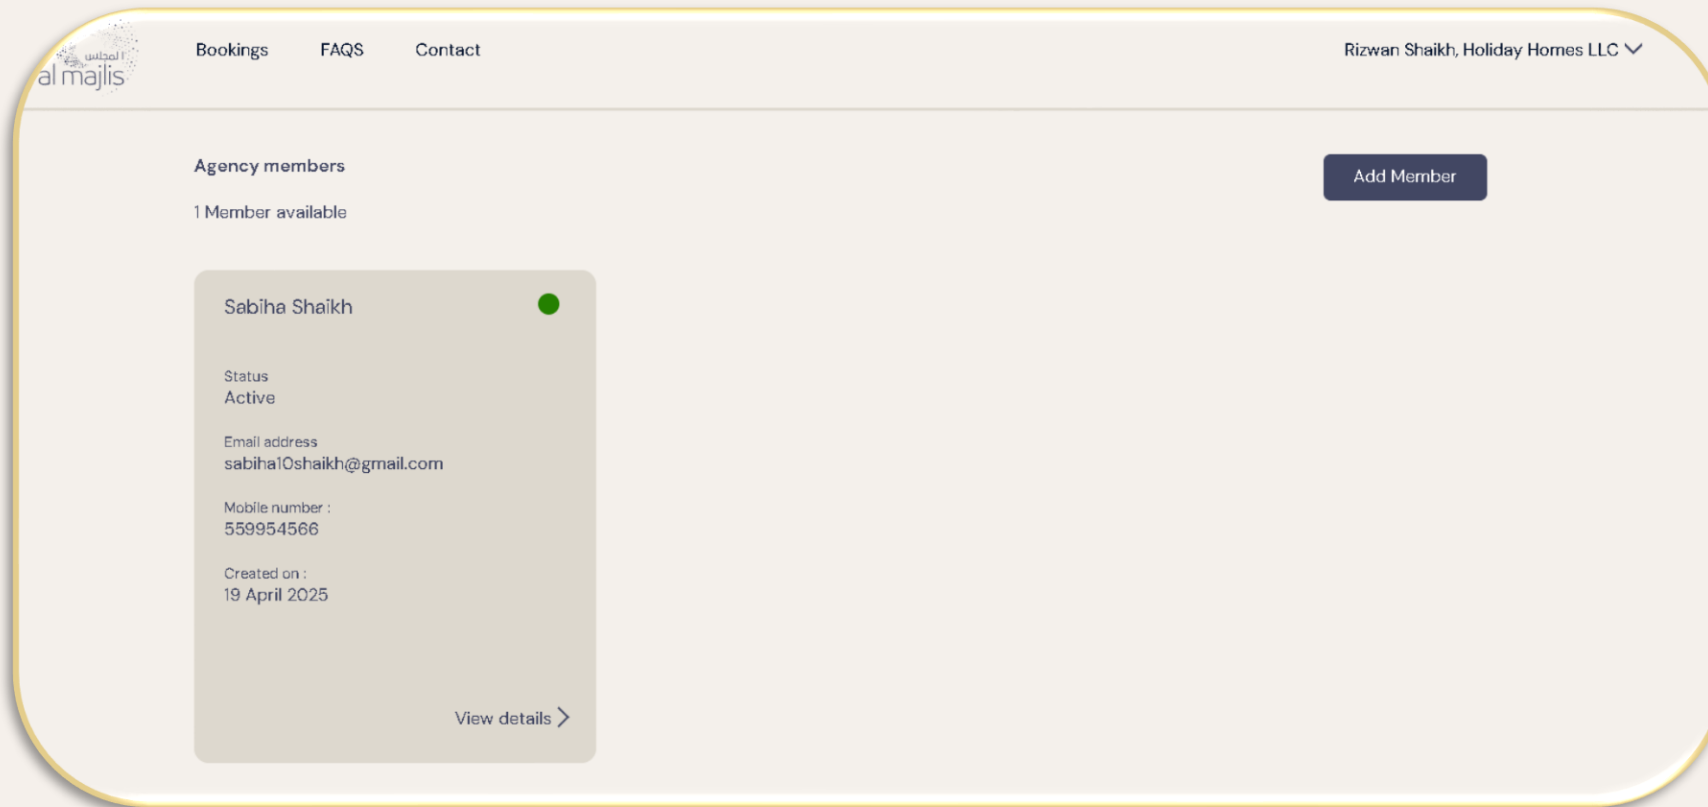 المجلس
al majlis
Bookings FAQS Contact
Rizwan Shaikh, Holiday Homes LLC
Agency members
Add Member
1 Member available
Sabiha Shaikh
Status
Active
Email address
sabiha10shaikh@gmail.com
Mobile number :
559954566
Created on :
19 April 2025
View details